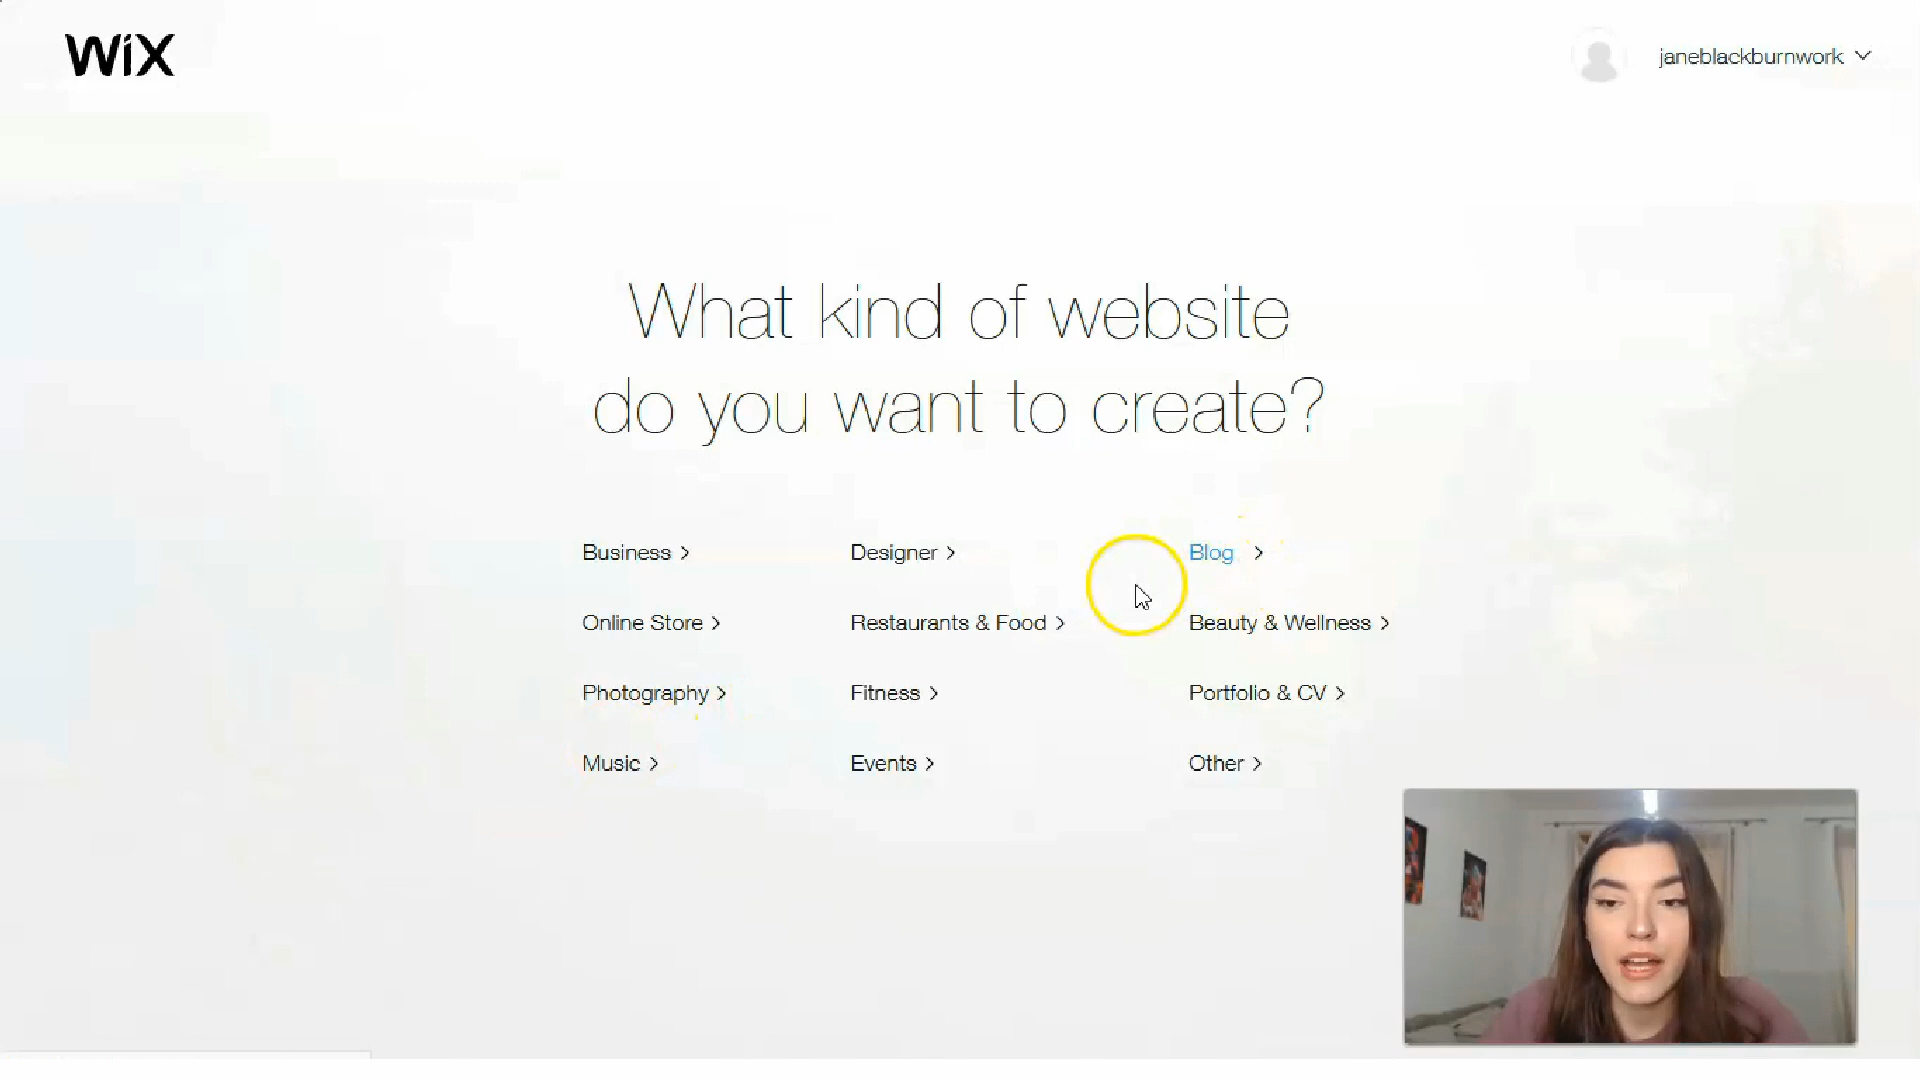 WiX
janeblackburnwork
What kind of website
do you want to create?
Business >
Designer >
Blog >
Online Store >
Restaurants & Food >
Beauty & Wellness >
Photography >
Fitness >
Portfolio & CV >
Music >
Events >
Other >